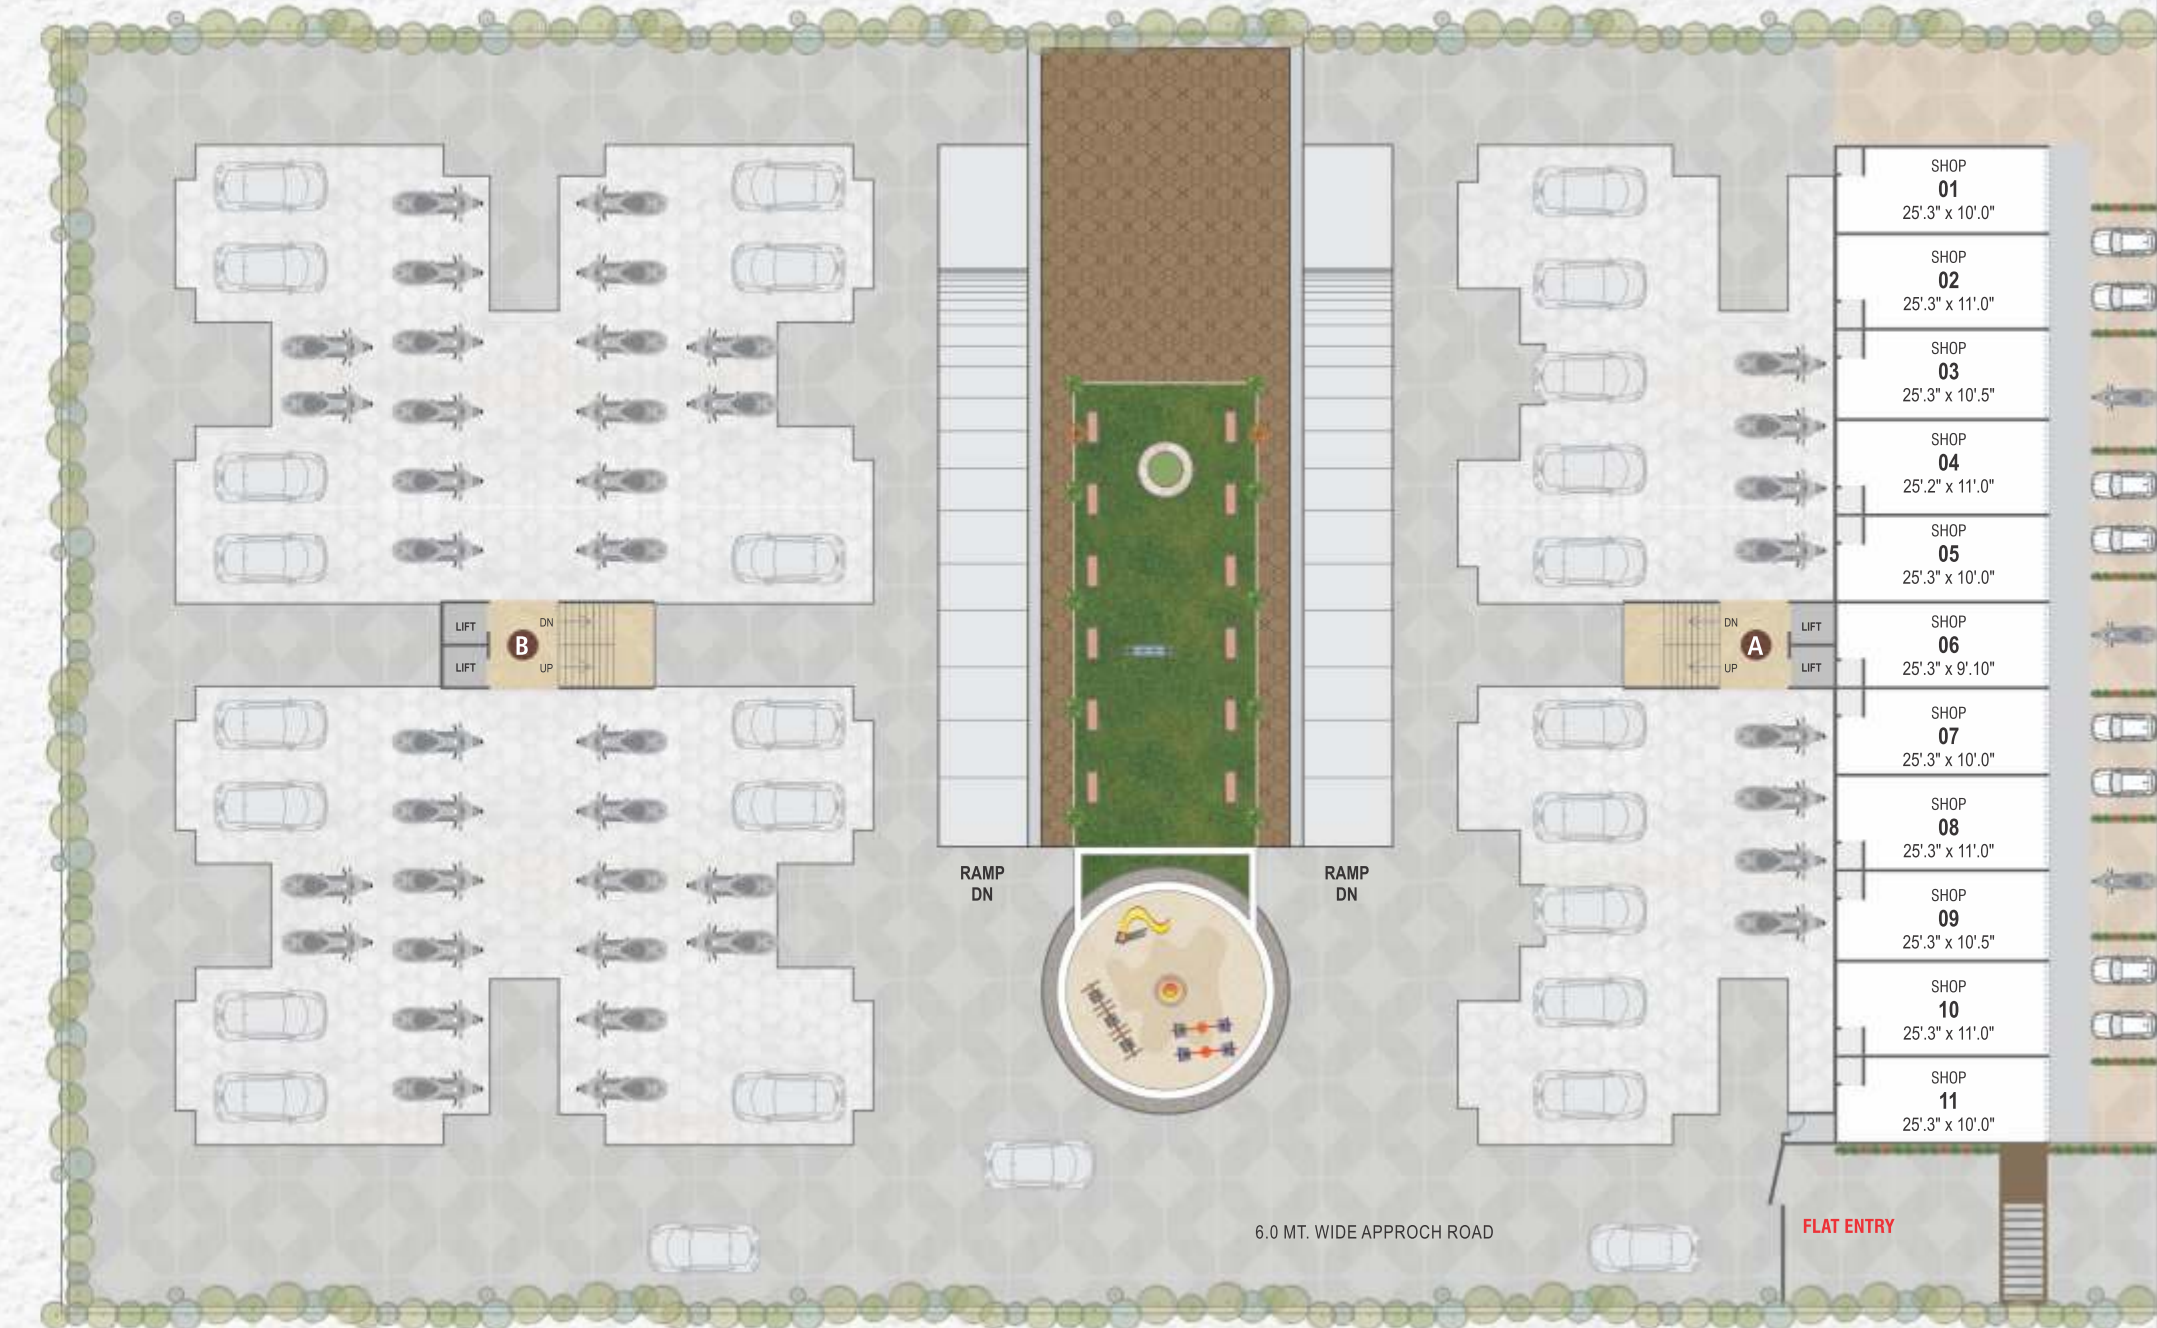 SHOP
01
25'.3" x 10'.0"
SHOP
02
25'.3" x 11'.0"
SHOP
03
25'.3" x 10'.5"
SHOP
04
25'.2" x 11'.0"
SHOP
05
25'.3" x 10'.0"
LIFT
LIFT
B
DN
UP
DN
UP
A
LIFT
LIFT
SHOP
06
25'.3" x 9'.10"
SHOP
07
25'.3" x 10'.0"
SHOP
08
25'.3" x 11'.0"
RAMP
DN
RAMP
DN
SHOP
09
25'.3" x 10'.5"
SHOP
10
25'.3" x 11'.0"
SHOP
11
25'.3" x 10'.0"
6.0 MT. WIDE APPROCH ROAD
FLAT ENTRY